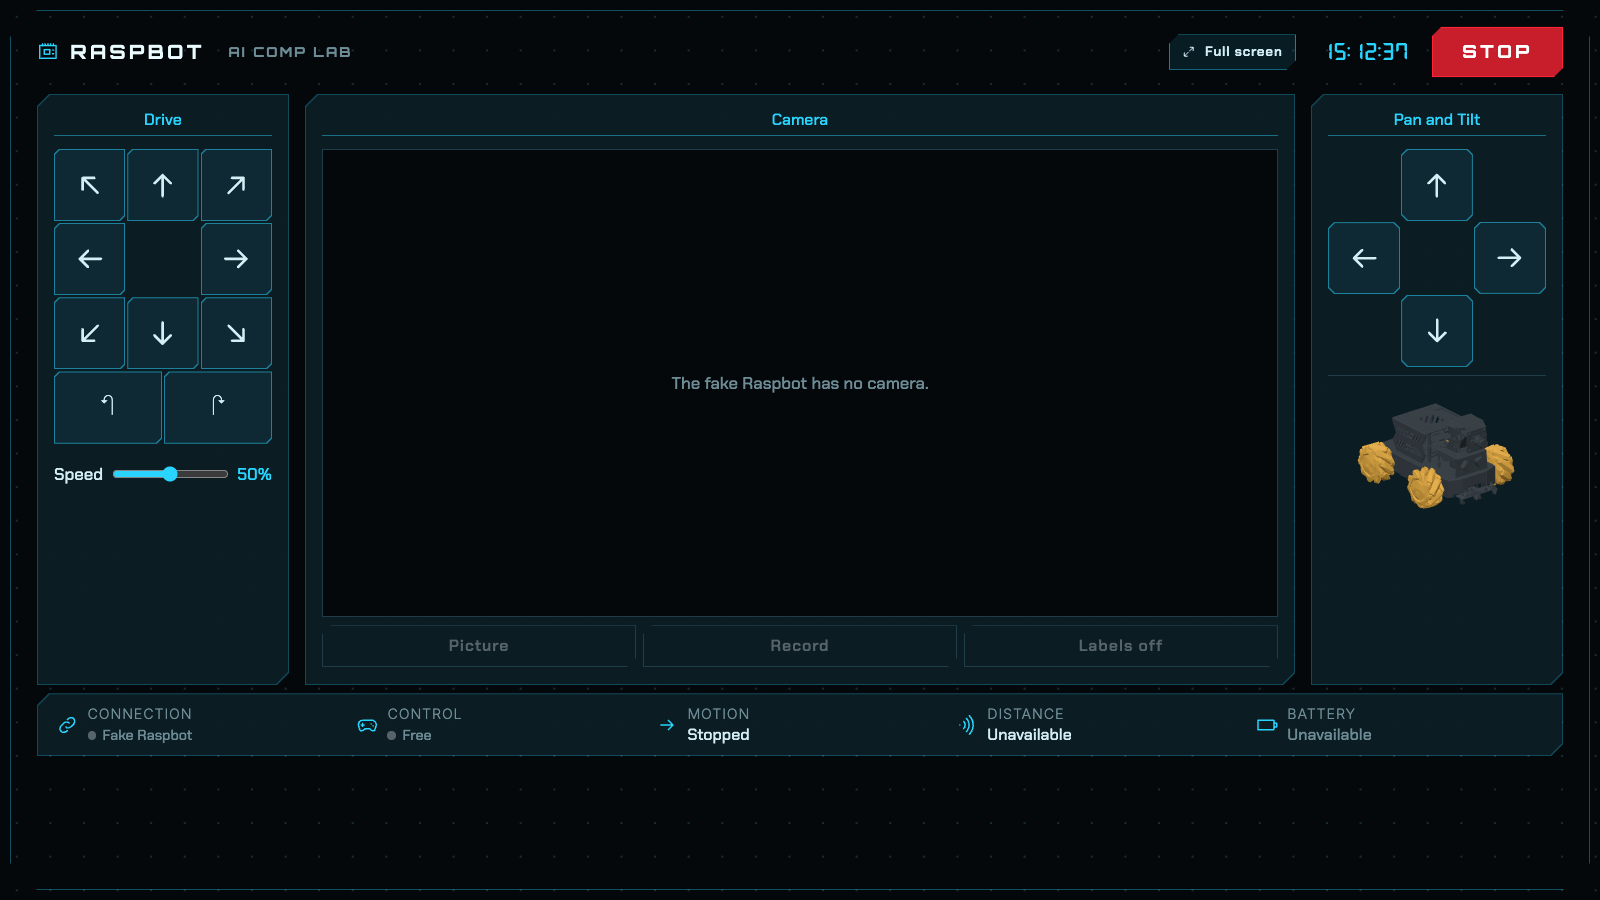 RASPBOT AI COMP LAB
Full screen
15:12:37
STOP
Drive
Speed 50%
Camera
The fake Raspbot has no camera.
Picture
Record
Labels off
Pan and Tilt
CONNECTION
Fake Raspbot
CONTROL
Free
MOTION
Stopped
DISTANCE
Unavailable
BATTERY
Unavailable